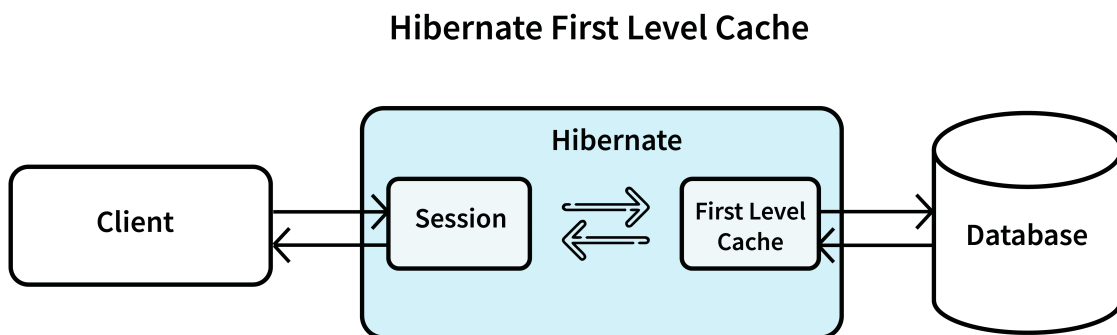 Hibernate First Level Cache
Hibernate
Client
Session
First Level
Cache
Database